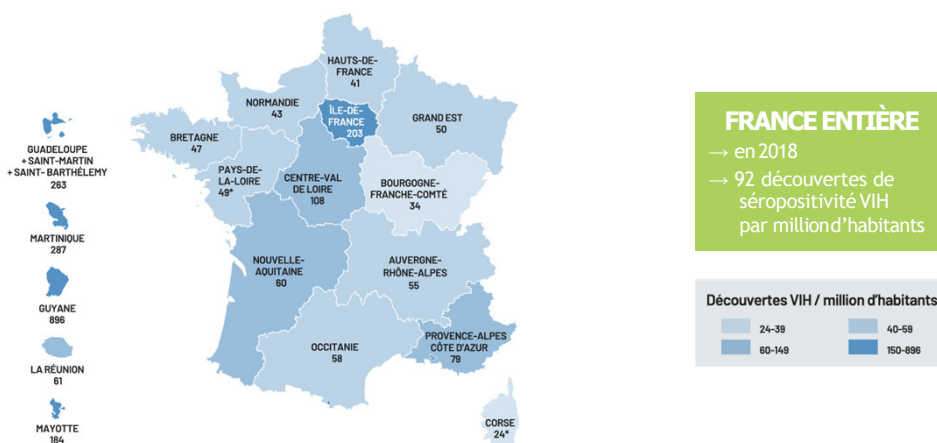 HAUTS-DE-
FRANCE
41
NORMANDIE
43
ÎLE-DE-
FRANCE
203
GRAND EST
50
BRETAGNE
47
PAYS-DE-
LA-LOIRE
49*
CENTRE-VAL
DE LOIRE
108
BOURGOGNE-
FRANCHE-COMTÉ
34
NOUVELLE-
AQUITAINE
60
AUVERGNE-
RHÔNE-ALPES
55
OCCITANIE
58
PROVENCE-ALPES
CÔTE D'AZUR
79
CORSE
24*
GUADELOUPE
+ SAINT-MARTIN
+ SAINT- BARTHÉLEMY
263
MARTINIQUE
287
GUYANE
896
LA RÉUNION
61
MAYOTTE
184
FRANCE ENTIÈRE
→ en 2018
→ 92 découvertes de
séropositivité VIH
par million d'habitants
Découvertes VIH / million d'habitants
24-39 40-59
60-149 150-896